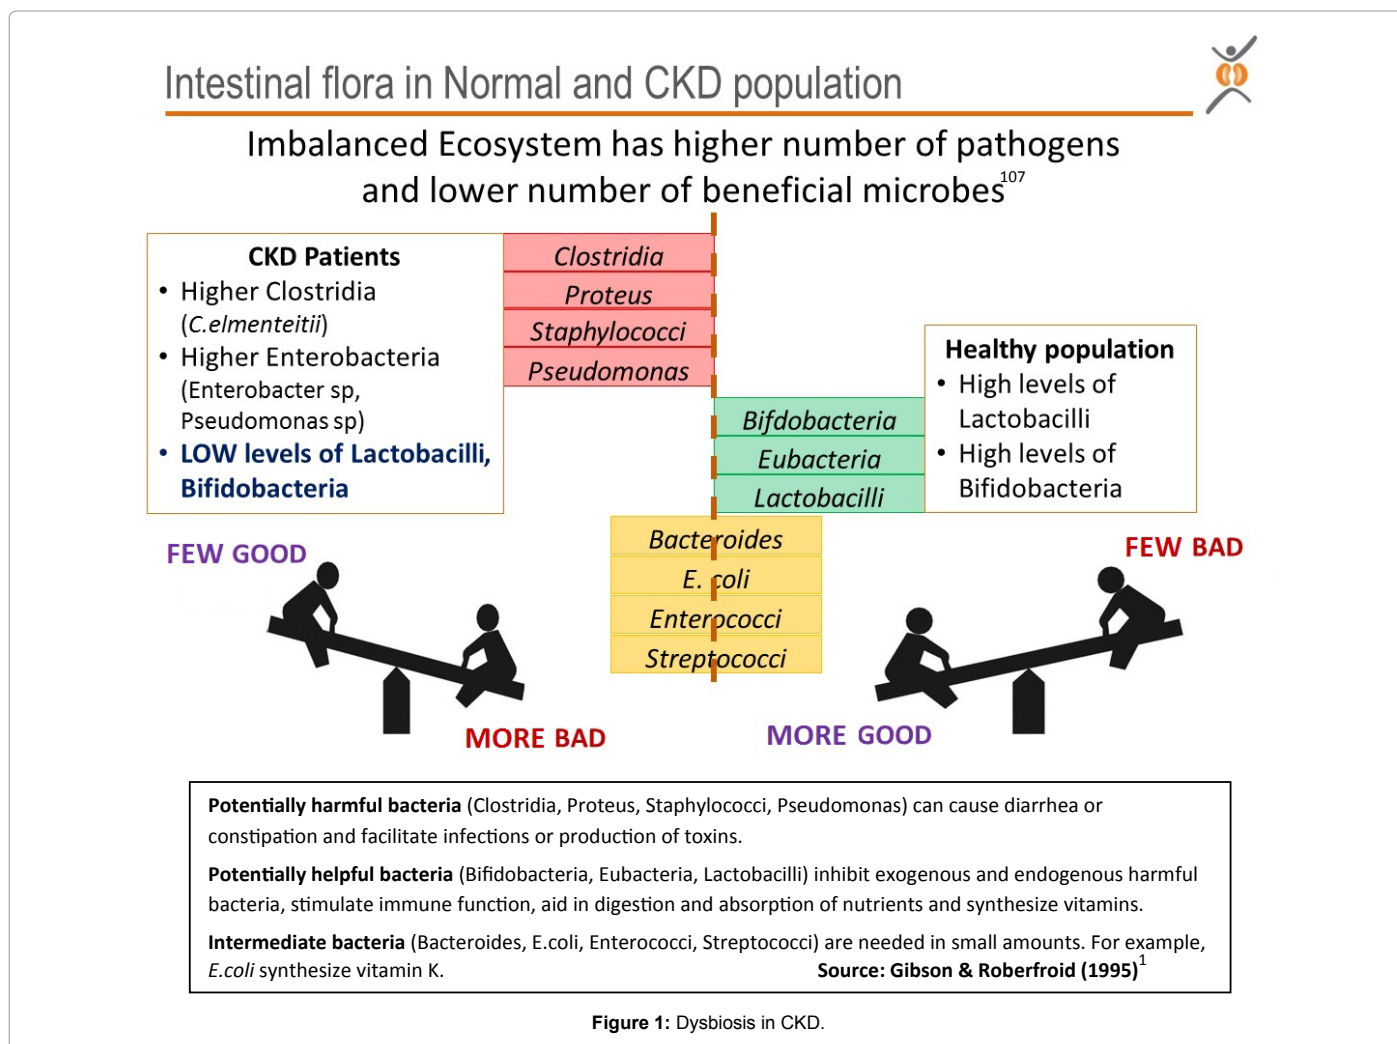 Intestinal flora in Normal and CKD population
Imbalanced Ecosystem has higher number of pathogens
and lower number of beneficial microbes107
CKD Patients
• Higher Clostridia
(C.elmenteitii)
• Higher Enterobacteria
(Enterobacter sp,
Pseudomonas sp)
• LOW levels of Lactobacilli,
Bifidobacteria
Clostridia
Proteus
Staphylococci
Pseudomonas
Bifdobacteria
Eubacteria
Lactobacilli
Healthy population
• High levels of
Lactobacilli
• High levels of
Bifidobacteria
Bacteroides
E. coli
Enterococci
Streptococci
FEW GOOD
MORE BAD
FEW BAD
MORE GOOD
Potentially harmful bacteria (Clostridia, Proteus, Staphylococci, Pseudomonas) can cause diarrhea or
constipation and facilitate infections or production of toxins.
Potentially helpful bacteria (Bifidobacteria, Eubacteria, Lactobacilli) inhibit exogenous and endogenous harmful
bacteria, stimulate immune function, aid in digestion and absorption of nutrients and synthesize vitamins.
Intermediate bacteria (Bacteroides, E.coli, Enterococci, Streptococci) are needed in small amounts. For example,
E.coli synthesize vitamin K. Source: Gibson & Roberfroid (1995)1
Figure 1: Dysbiosis in CKD.